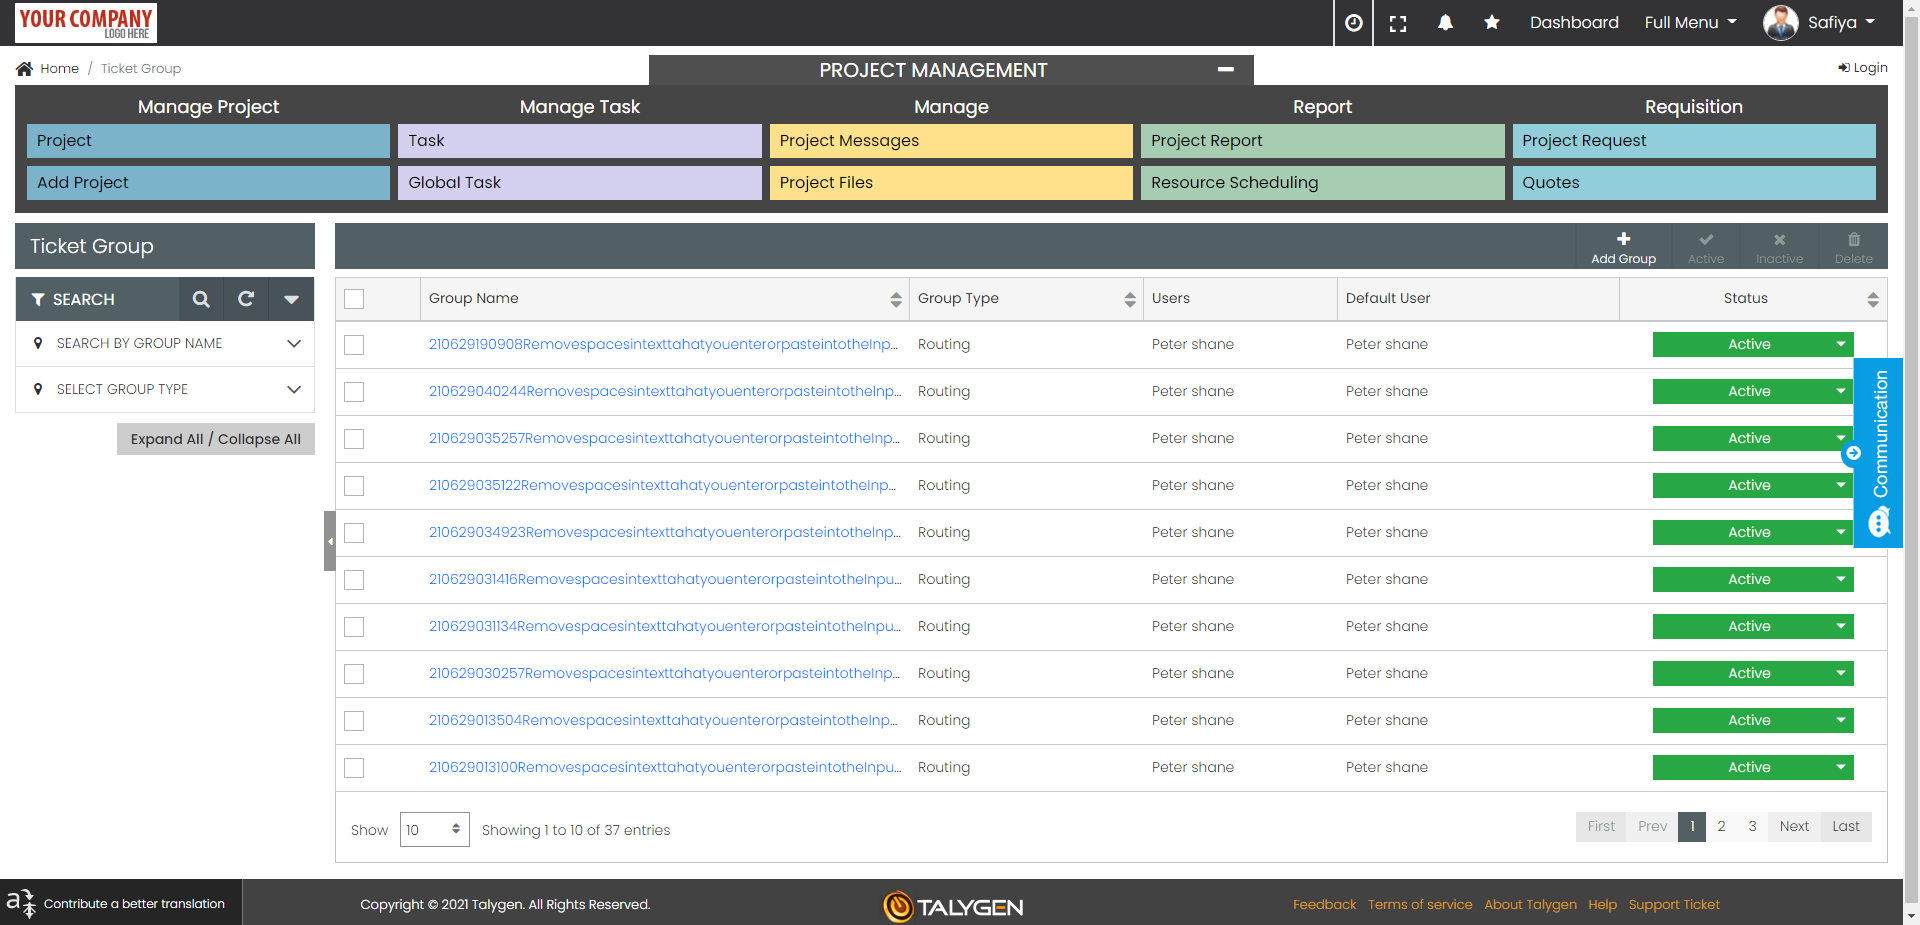 YOUR COMPANY
LOGO HERE
Dashboard
Full Menu
Safiya
Home / Ticket Group
PROJECT MANAGEMENT
Login
Manage Project
Manage Task
Manage
Report
Requisition
Project
Task
Project Messages
Project Report
Project Request
Add Project
Global Task
Project Files
Resource Scheduling
Quotes
Ticket Group
Add Group
Active
Inactive
Delete
SEARCH
SEARCH BY GROUP NAME
SELECT GROUP TYPE
Expand All / Collapse All
Group Name
Group Type
Users
Default User
Status
210629190908Removespacesintexttahatyouenterorpasteintothelnp... Routing Peter shane Peter shane Active
210629040244Removespacesintexttahatyouenterorpasteintothelnp... Routing Peter shane Peter shane Active
210629035257Removespacesintexttahatyouenterorpasteintothelnp... Routing Peter shane Peter shane Active
210629035122Removespacesintexttahatyouenterorpasteintothelnp... Routing Peter shane Peter shane Active
210629034923Removespacesintexttahatyouenterorpasteintothelnp... Routing Peter shane Peter shane Active
210629031416Removespacesintexttahatyouenterorpasteintothelnpu... Routing Peter shane Peter shane Active
210629031134Removespacesintexttahatyouenterorpasteintothelnpu... Routing Peter shane Peter shane Active
210629030257Removespacesintexttahatyouenterorpasteintothelnp... Routing Peter shane Peter shane Active
210629013504Removespacesintexttahatyouenterorpasteintothelnp... Routing Peter shane Peter shane Active
210629013100Removespacesintexttahatyouenterorpasteintothelnpu... Routing Peter shane Peter shane Active
Communication
Show 10 Showing 1 to 10 of 37 entries
First Prev 1 2 3 Next Last
Contribute a better translation
Copyright © 2021 Talygen. All Rights Reserved.
TALYGEN
Feedback Terms of service About Talygen Help Support Ticket